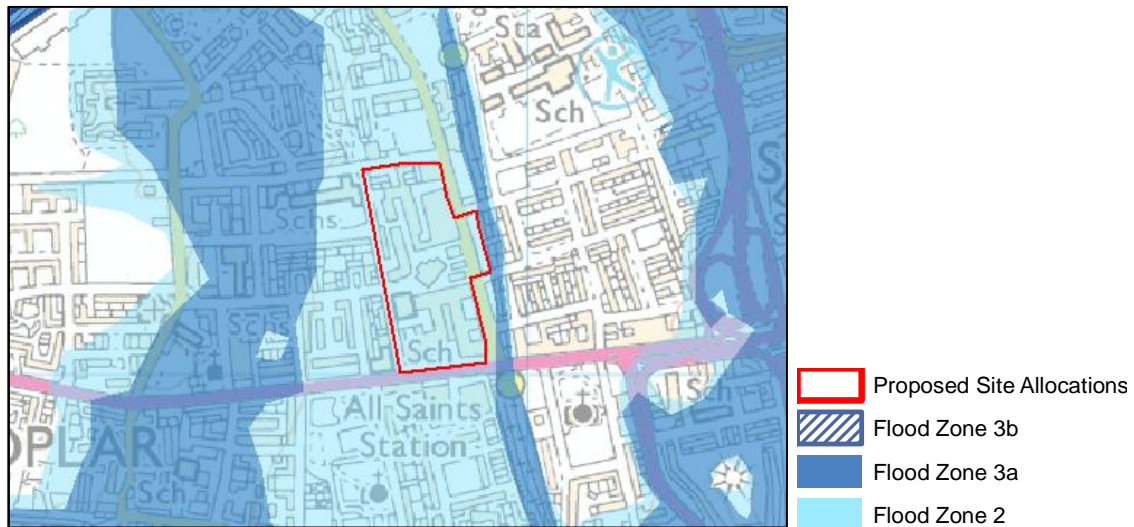 Sta
A12
Sch
Schs
Schs
Sch
Sch
All Saints
Station
OPLAR
Sch
Proposed Site Allocations
Flood Zone 3b
Flood Zone 3a
Flood Zone 2